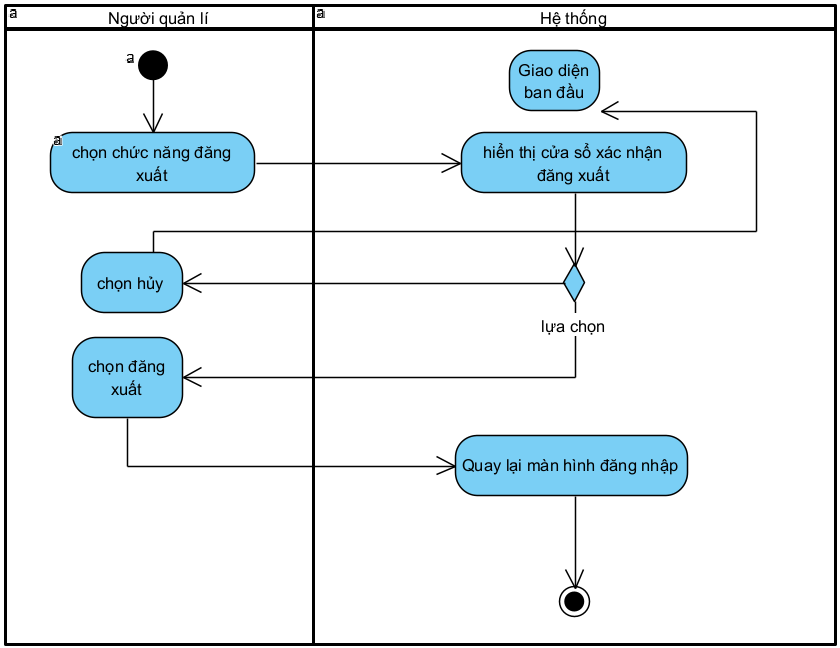 a
Người quản lí
a
Hệ thống
a
Giao diện
ban đầu
a
chọn chức năng đăng
xuất
hiển thị cửa sổ xác nhận
đăng xuất
chọn hủy
lựa chọn
chọn đăng
xuất
Quay lại màn hình đăng nhập